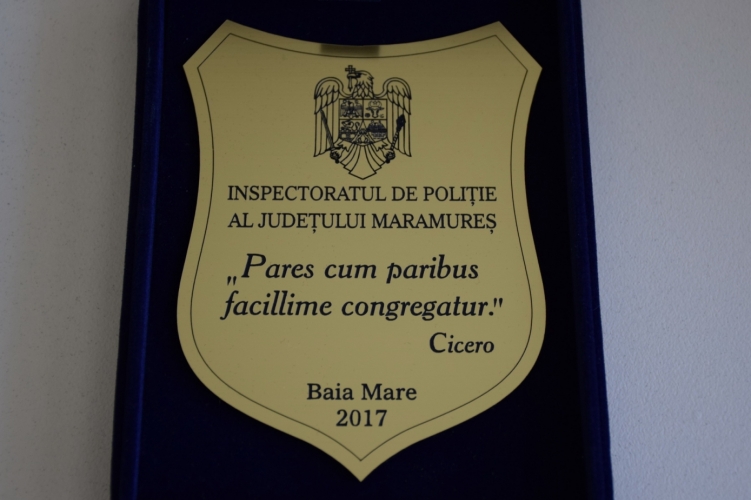 INSPECTORATUL DE POLIȚIE
AL JUDEȚULUI MARAMUREȘ
„Pares cum paribus
facillime congregatur."
Cicero
Baia Mare
2017